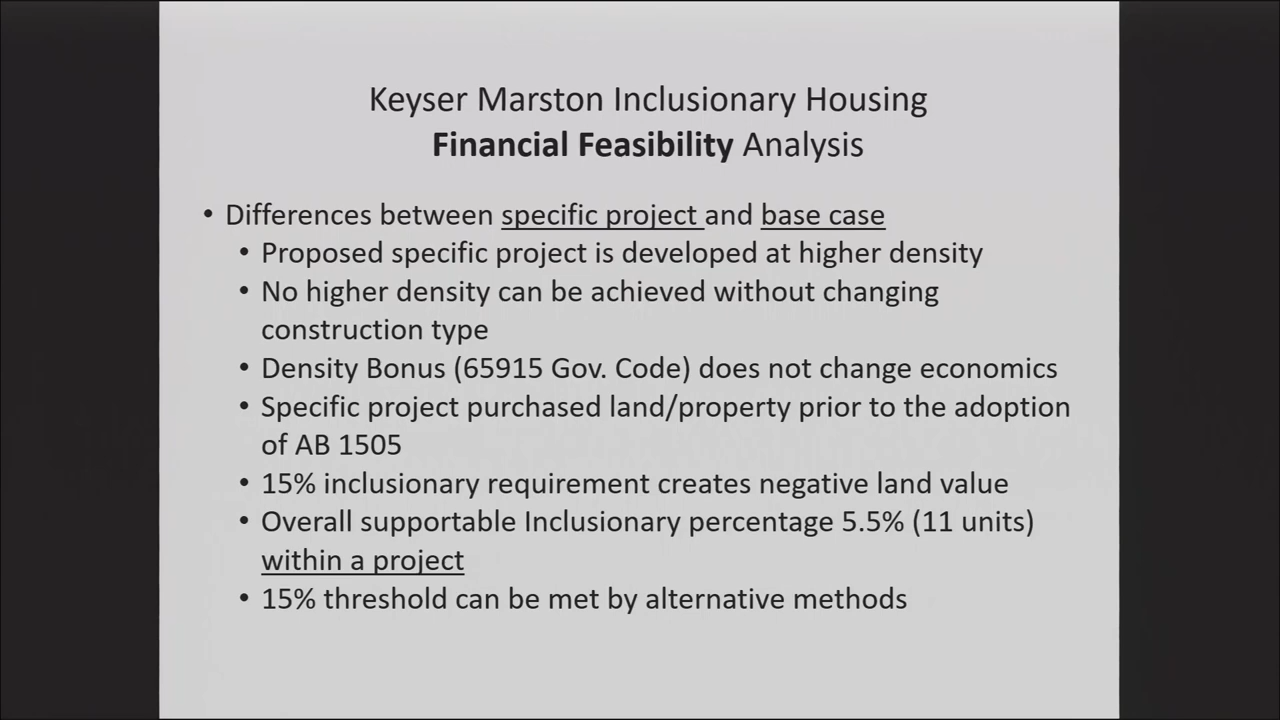 Keyser Marston Inclusionary Housing
Financial Feasibility Analysis
• Differences between specific project and base case
• Proposed specific project is developed at higher density
• No higher density can be achieved without changing
construction type
• Density Bonus (65915 Gov. Code) does not change economics
• Specific project purchased land/property prior to the adoption
of AB 1505
• 15% inclusionary requirement creates negative land value
• Overall supportable Inclusionary percentage 5.5% (11 units)
within a project
• 15% threshold can be met by alternative methods